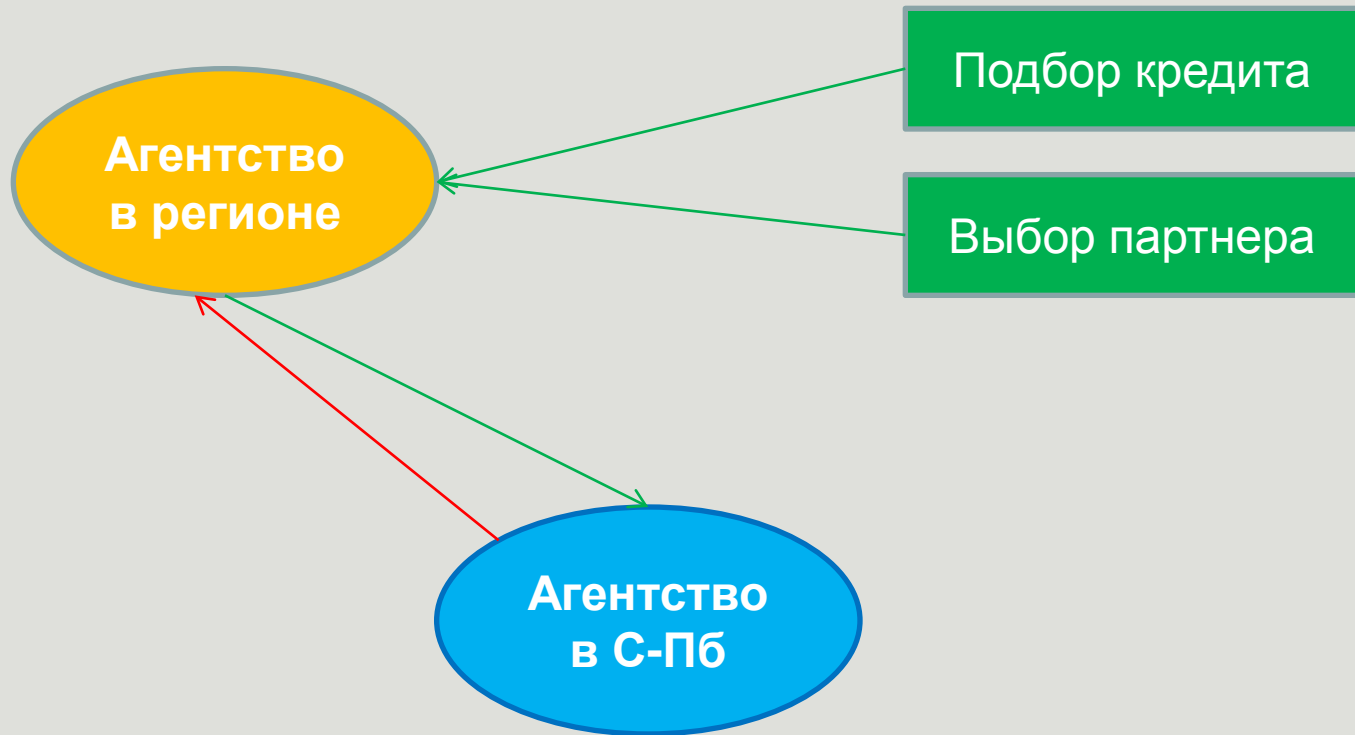 Подбор кредита
Агентство
в регионе
Выбор партнера
Агентство
в С-Пб